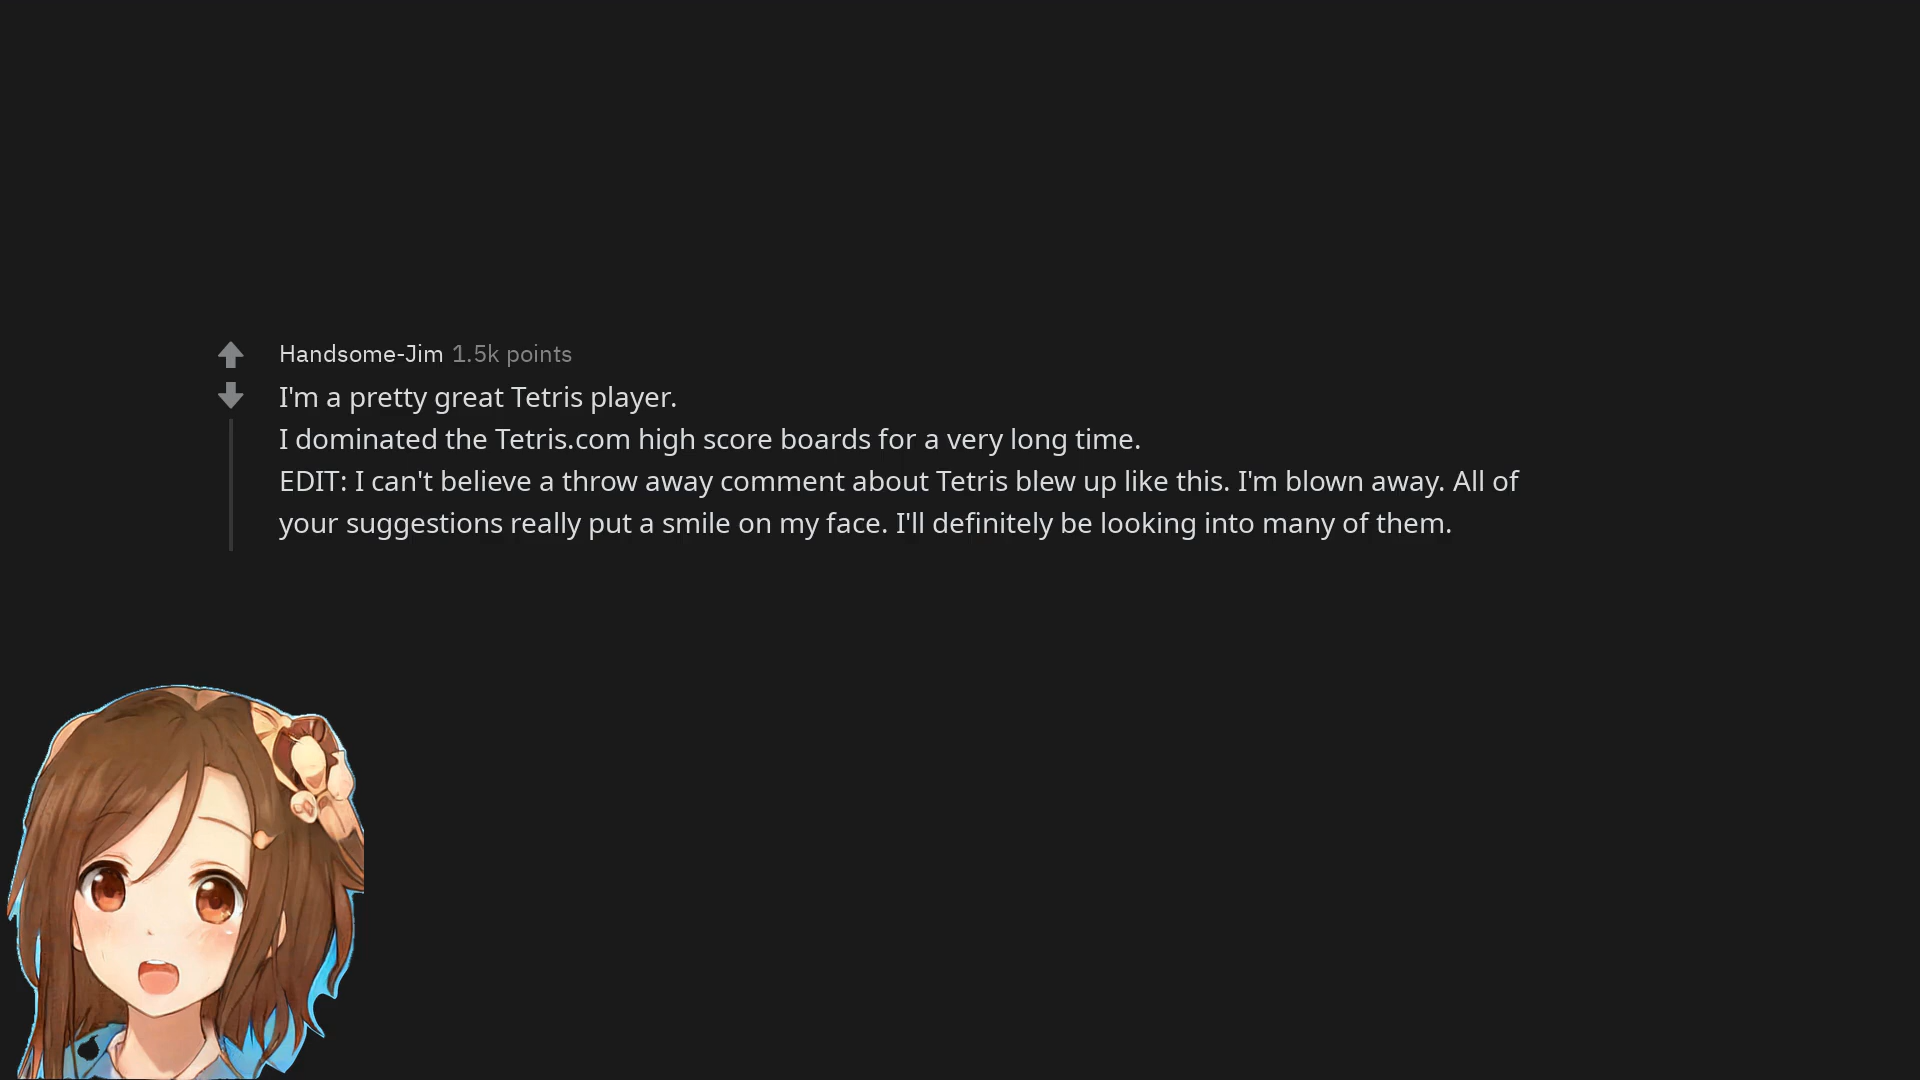 Handsome-Jim 1.5k points
I'm a pretty great Tetris player.
I dominated the Tetris.com high score boards for a very long time.
EDIT: I can't believe a throw away comment about Tetris blew up like this. I'm blown away. All of
your suggestions really put a smile on my face. I'll definitely be looking into many of them.